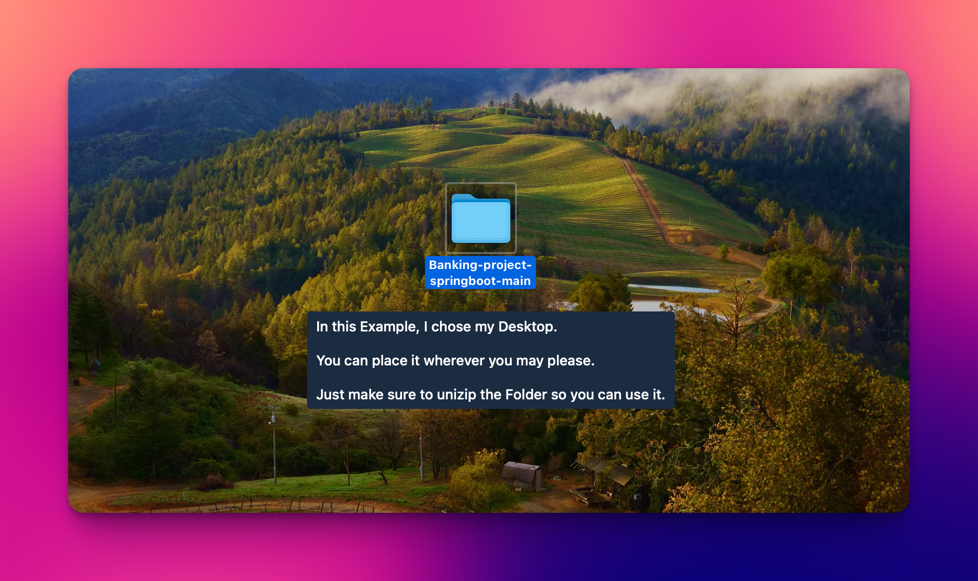 Banking-project-
springboot-main
In this Example, I chose my Desktop.
You can place it wherever you may please.
Just make sure to unizip the Folder so you can use it.